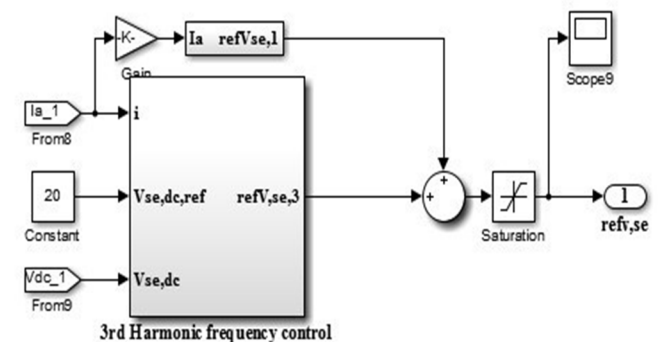 -K-
Gain
Ia refVse,1
Scope9
Ia_1
From8
i
20
Constant
Vse,dc,ref
refV,se,3
+
+
Saturation
1
refv,se
Vdc_1
From9
Vse,dc
3rd Harmonic frequency control